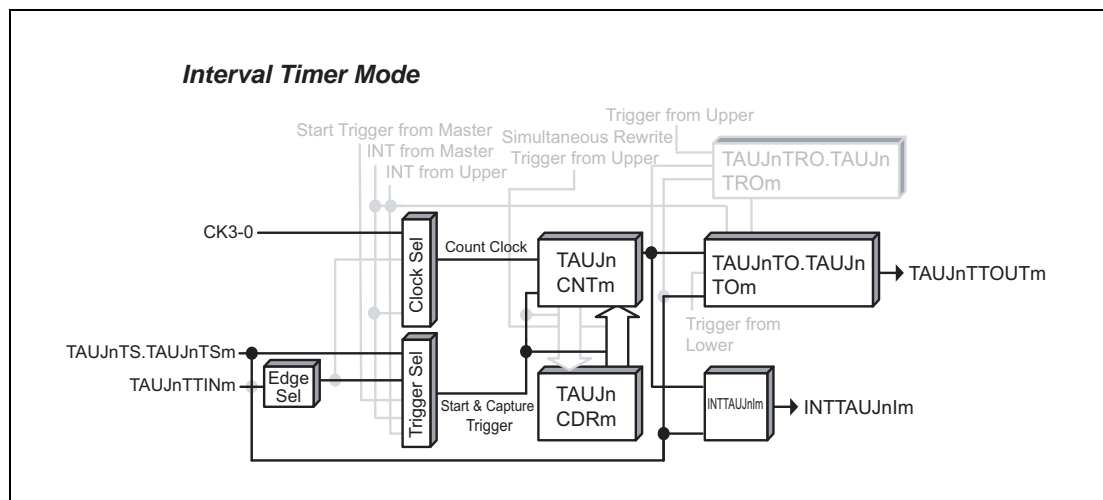 Interval Timer Mode
Trigger from Upper
Start Trigger from Master
Simultaneous Rewrite
INT from Master
Trigger from Upper
INT from Upper
TAUJnTRO.TAUJn
TROm
CK3-0
Clock Sel
Count Clock
TAUJn
CNTm
TAUJnTO.TAUJn
TOm
TAUJnTTOUTm
Trigger from
Lower
TAUJnTS.TAUJnTSm
TAUJnTTINm
Edge
Sel
Trigger Sel
Start & Capture
Trigger
TAUJn
CDRm
INTTAUJnIm
INTTAUJnIm